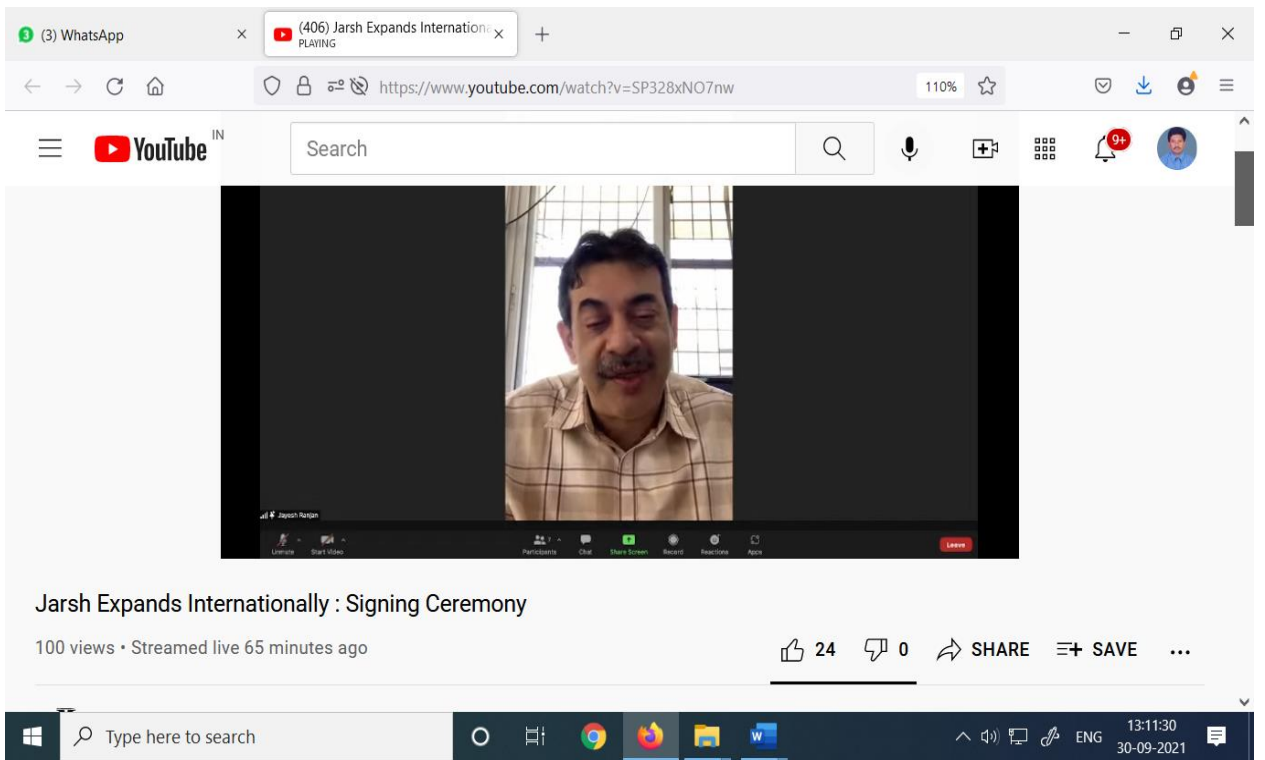 3 (3) WhatsApp
(406) Jarsh Expands Internationa
PLAYING
https://www.youtube.com/watch?v=SP328xNO7nw
110%
YouTube IN
Search
9+
Jayesh Ranjan
Unmute Start Video Participants 7 Chat Share Screen Record Reactions Apps Leave
Jarsh Expands Internationally : Signing Ceremony
100 views • Streamed live 65 minutes ago
24 0 SHARE SAVE
Type here to search
ENG
13:11:30
30-09-2021